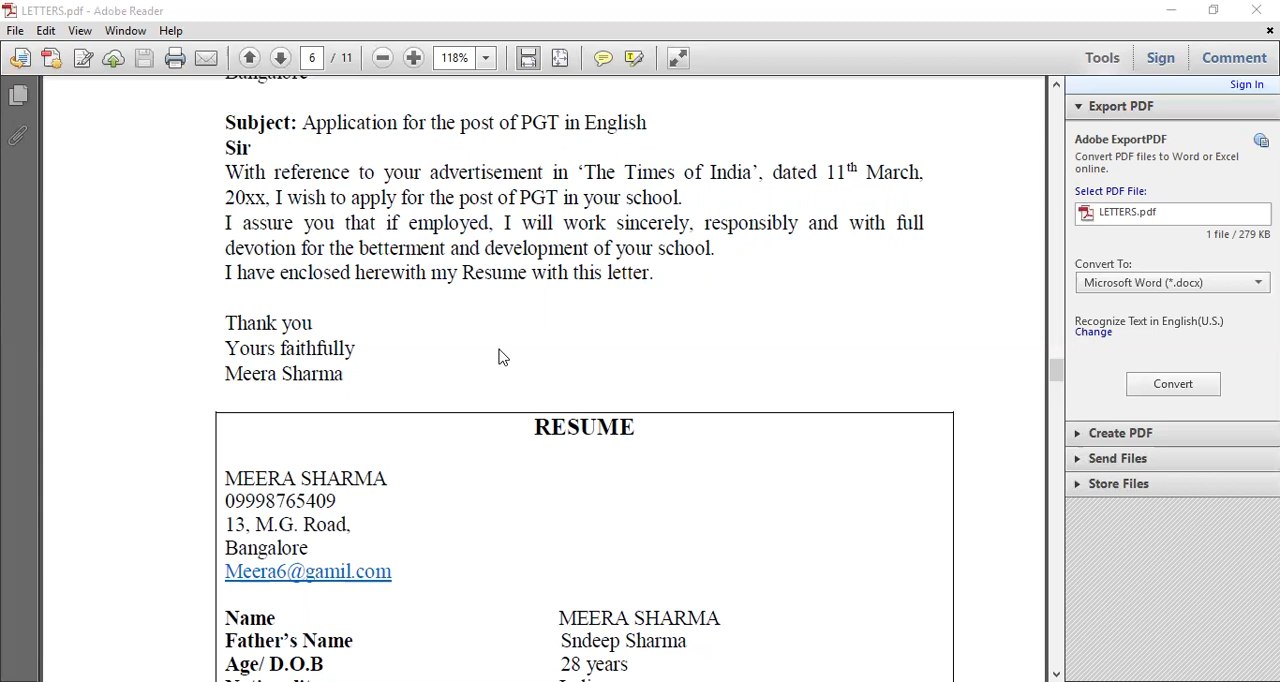 LETTERS.pdf - Adobe Reader
File Edit View Window Help
6 / 11 118% Tools Sign Comment
Sign In
Bangalore
Subject: Application for the post of PGT in English
Sir
With reference to your advertisement in ‘The Times of India’, dated 11th March,
20xx, I wish to apply for the post of PGT in your school.
I assure you that if employed, I will work sincerely, responsibly and with full
devotion for the betterment and development of your school.
I have enclosed herewith my Resume with this letter.
Thank you
Yours faithfully
Meera Sharma
RESUME
MEERA SHARMA
09998765409
13, M.G. Road,
Bangalore
Meera6@gamil.com
Name MEERA SHARMA
Father’s Name Sndeep Sharma
Age/ D.O.B 28 years
Export PDF
Adobe ExportPDF
Convert PDF files to Word or Excel
online.
Select PDF File:
LETTERS.pdf
1 file / 279 KB
Convert To:
Microsoft Word (*.docx)
Recognize Text in English(U.S.)
Change
Convert
Create PDF
Send Files
Store Files